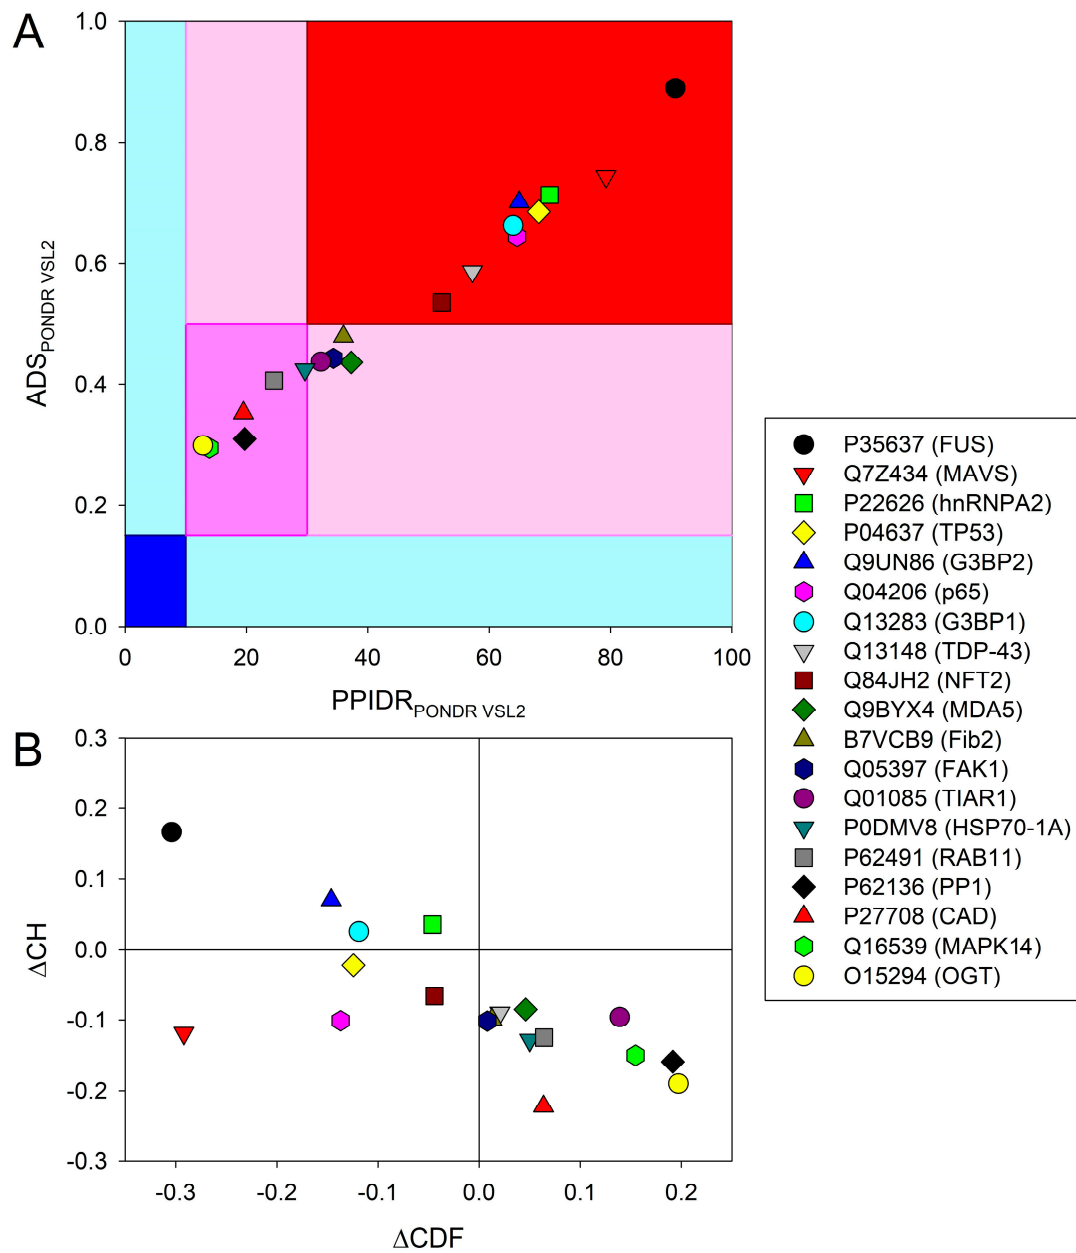 A
1.0
0.8
0.6
0.4
0.2
0.0
ADS PONDR VSL2
0 20 40 60 80 100
PPIDR PONDR VSL2
P35637 (FUS)
Q7Z434 (MAVS)
P22626 (hnRNPA2)
P04637 (TP53)
Q9UN86 (G3BP2)
Q04206 (p65)
Q13283 (G3BP1)
Q13148 (TDP-43)
Q84JH2 (NFT2)
Q9BYX4 (MDA5)
B7VCB9 (Fib2)
Q05397 (FAK1)
Q01085 (TIAR1)
P0DMV8 (HSP70-1A)
P62491 (RAB11)
P62136 (PP1)
P27708 (CAD)
Q16539 (MAPK14)
O15294 (OGT)
B
0.3
0.2
0.1
0.0
-0.1
-0.2
-0.3
ΔCH
-0.3 -0.2 -0.1 0.0 0.1 0.2
ΔCDF